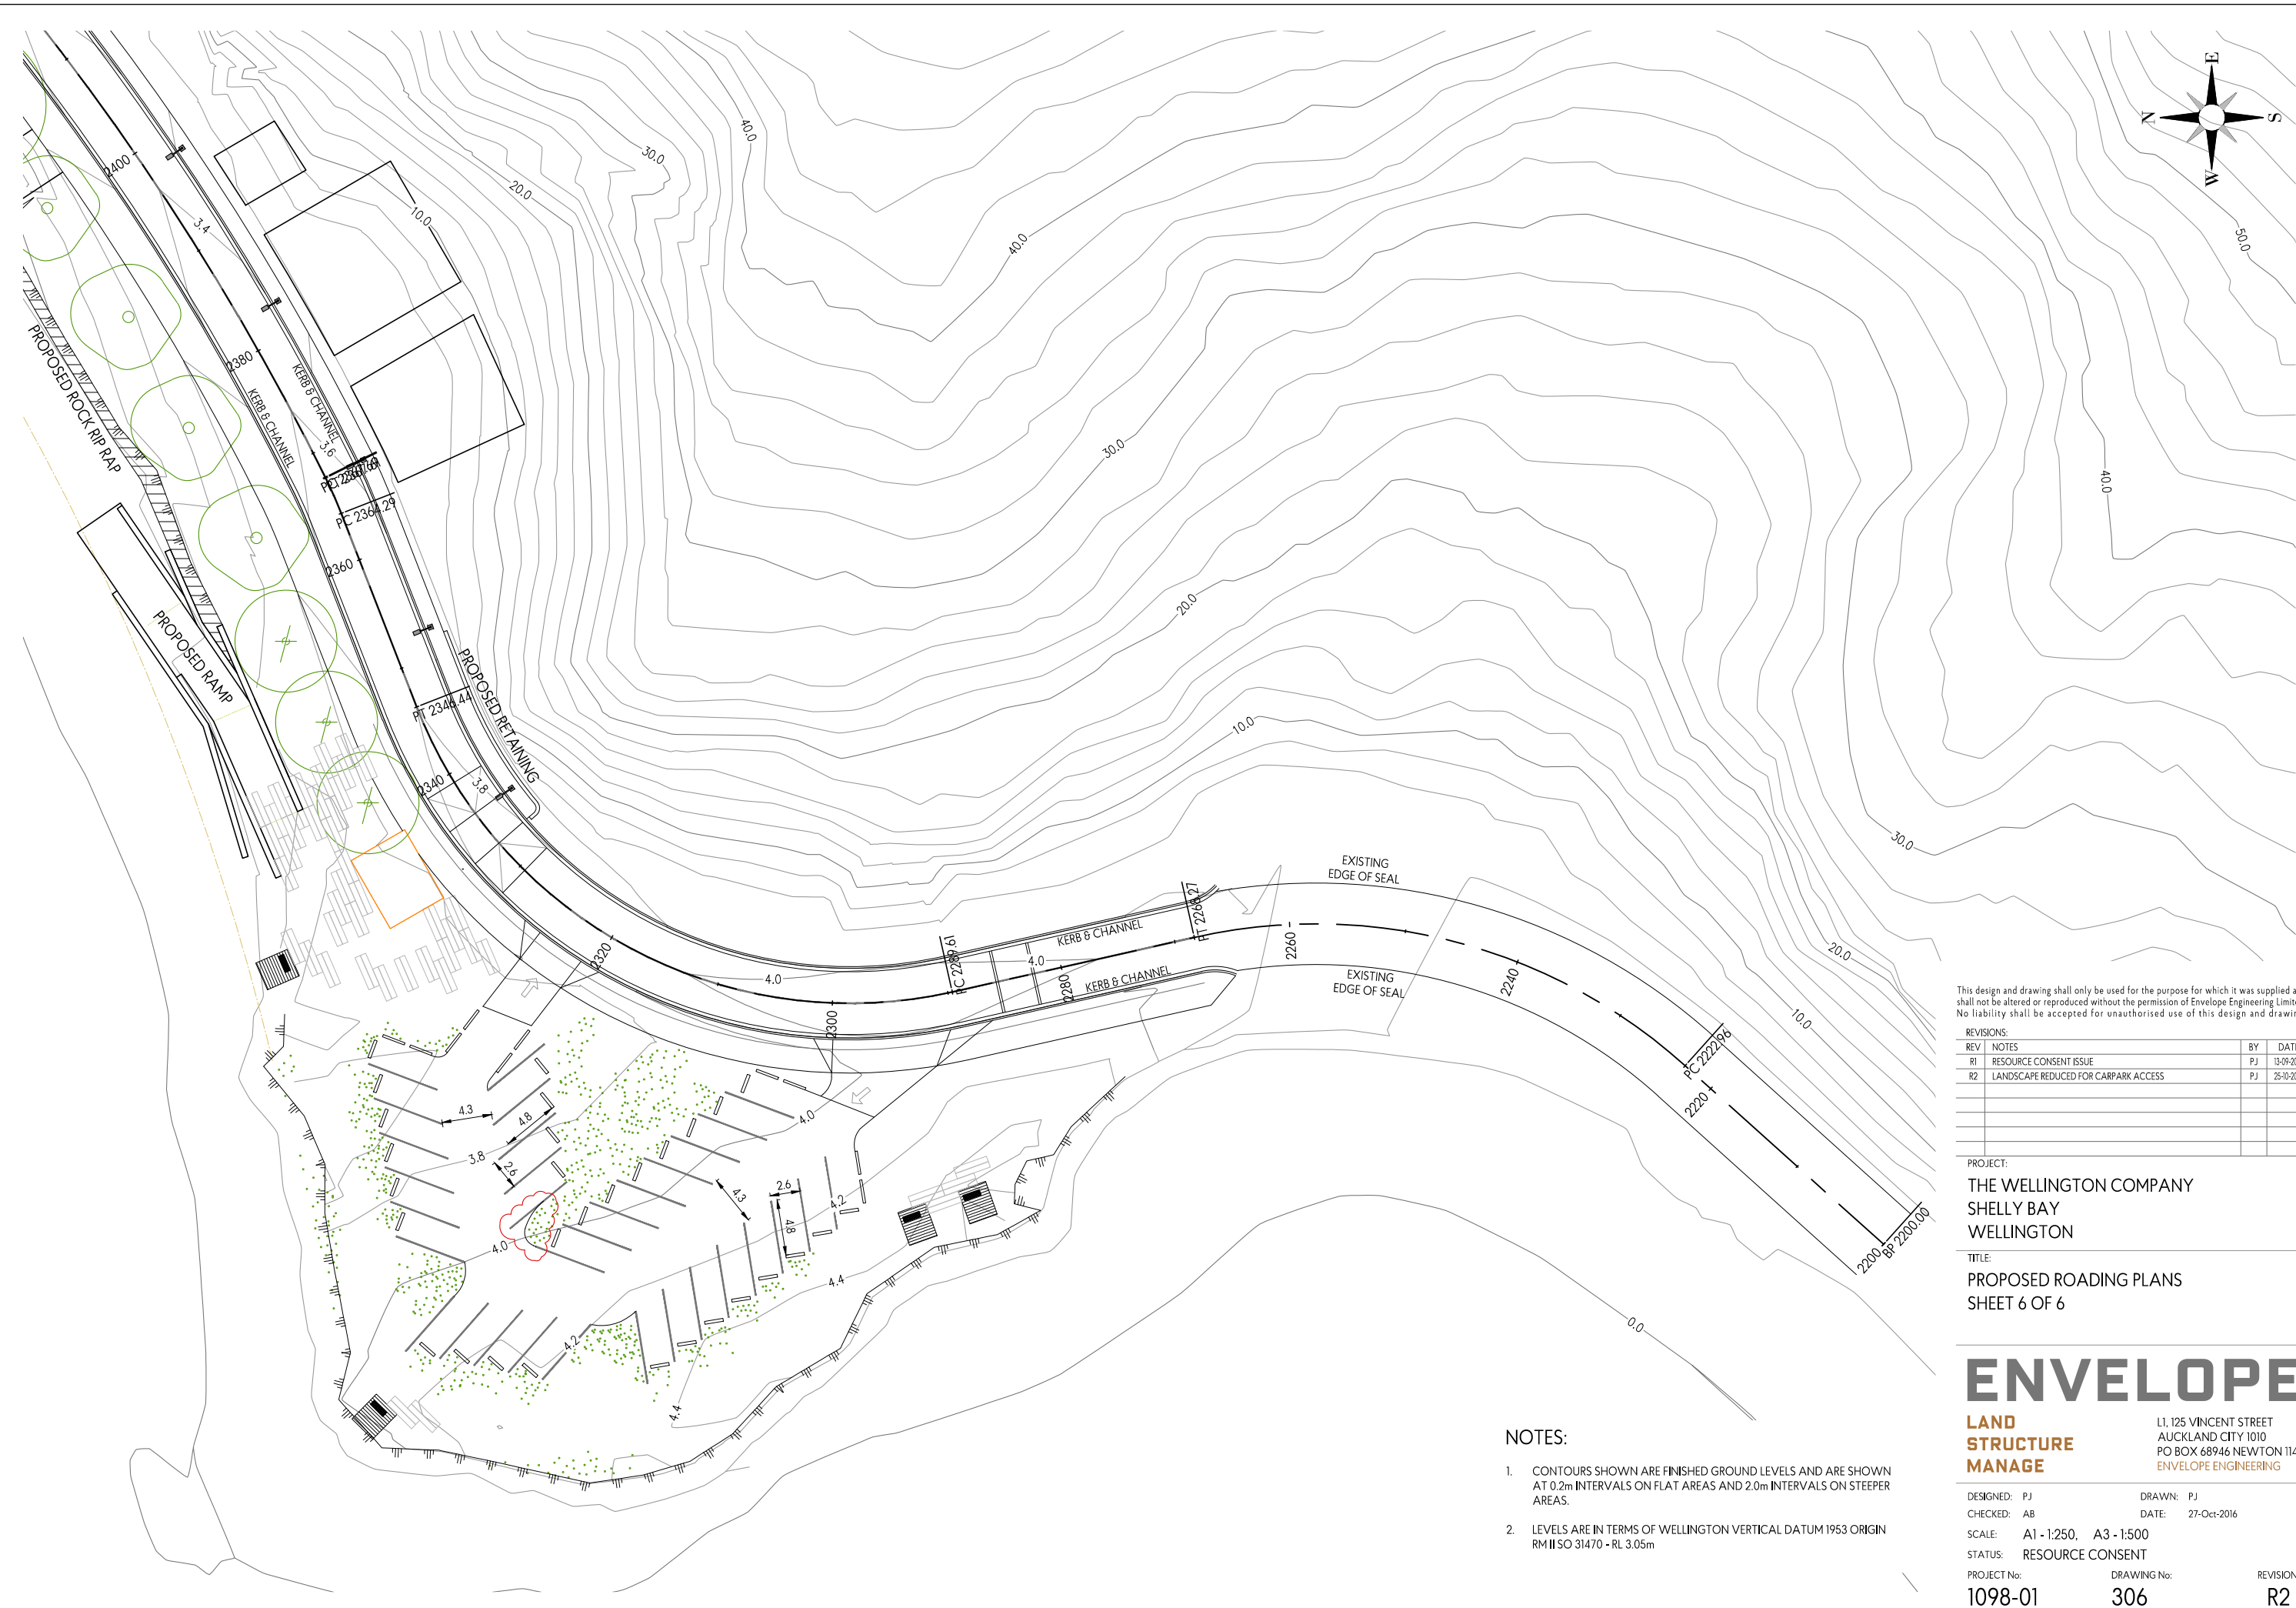 E
N
S
W
40.0
30.0
20.0
10.0
40.0
50.0
40.0
30.0
20.0
10.0
30.0
20.0
10.0
0.0
2400
3.4
2380
KERB & CHANNEL
KERB & CHANNEL
3.6
PROPOSED ROCK RIP RAP
PC 2364.29
2360
PROPOSED RAMP
PT 2346.44
PROPOSED RETAINING
2340
3.8
2320
4.0
2300
PC 2289.61
4.0
2280
KERB & CHANNEL
KERB & CHANNEL
PT 2268.27
2260
EXISTING
EDGE OF SEAL
EXISTING
EDGE OF SEAL
2240
PC 2222.96
2220
2200
BP 2200.00
4.3
4.8
2.6
3.8
4.0
4.0
4.3
2.6
4.8
4.2
4.4
4.2
4.4
NOTES:
1. CONTOURS SHOWN ARE FINISHED GROUND LEVELS AND ARE SHOWN
AT 0.2m INTERVALS ON FLAT AREAS AND 2.0m INTERVALS ON STEEPER
AREAS.
2. LEVELS ARE IN TERMS OF WELLINGTON VERTICAL DATUM 1953 ORIGIN
RM II SO 31470 - RL 3.05m
This design and drawing shall only be used for the purpose for which it was supplied
shall not be altered or reproduced without the permission of Envelope Engineering
No liability shall be accepted for unauthorised use of this design and
REVISIONS:
REV NOTES BY DATE
R1 RESOURCE CONSENT ISSUE PJ
R2 LANDSCAPE REDUCED FOR CARPARK ACCESS PJ
PROJECT:
THE WELLINGTON COMPANY
SHELLY BAY
WELLINGTON
TITLE:
PROPOSED ROADING PLANS
SHEET 6 OF 6
ENVELOPE
LAND
STRUCTURE
MANAGE
L1, 125 VINCENT STREET
AUCKLAND CITY 1010
PO BOX 68946 NEWTON
ENVELOPE ENGINEERING
DESIGNED: PJ DRAWN: PJ
CHECKED: AB DATE: 27-Oct-2016
SCALE: A1 - 1:250, A3 - 1:500
STATUS: RESOURCE CONSENT
PROJECT No: DRAWING No: REVISION
1098-01 306 R2